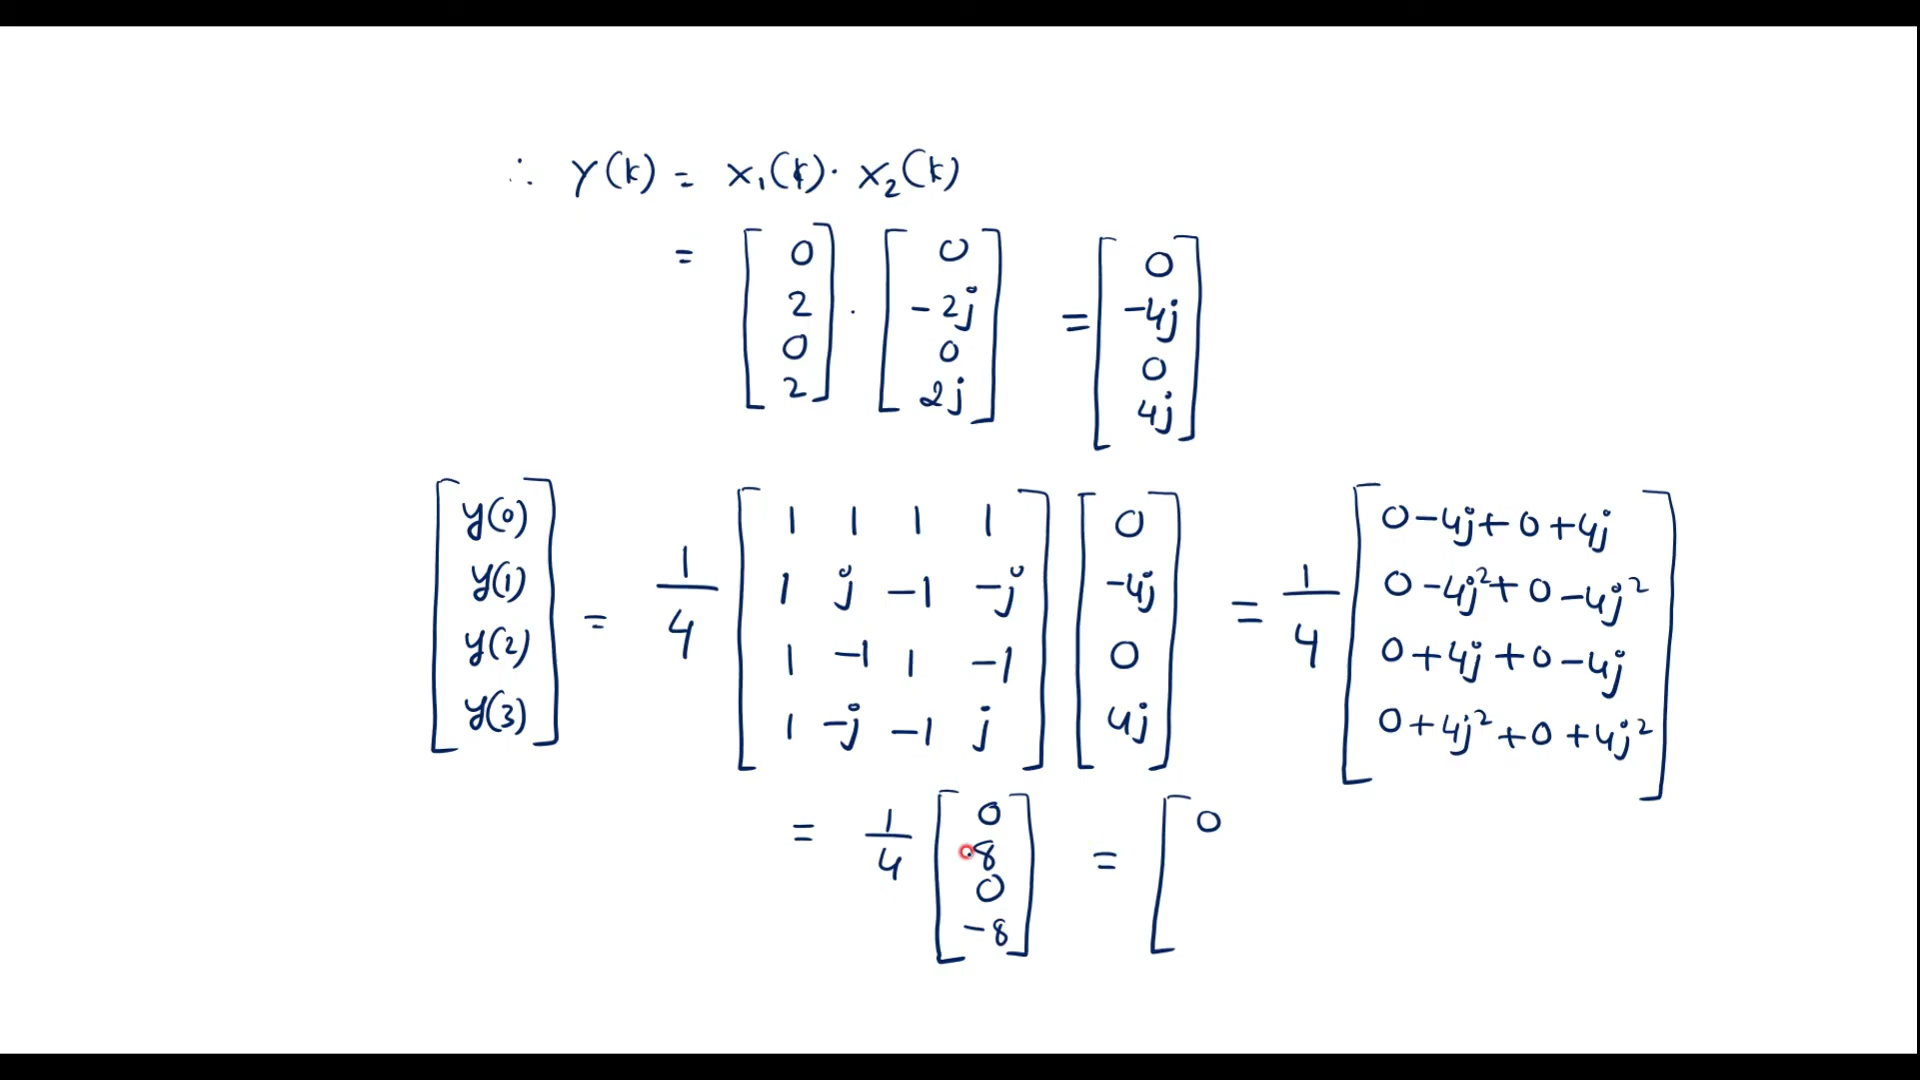 ∴ Y(k) = X₁(k) · X₂(k)
= [0 2 0 2] · [0 -2j 0 2j] = [0 -4j 0 4j]
[y(0) y(1) y(2) y(3)] = 1/4 [1 1 1 1; 1 j -1 -j; 1 -1 1 -1; 1 -j -1 j] [0 -4j 0 4j] = 1/4 [0-4j+0+4j; 0-4j²+0-4j²; 0+4j+0-4j; 0+4j²+0+4j²]
= 1/4 [0 8 0 -8] = [0